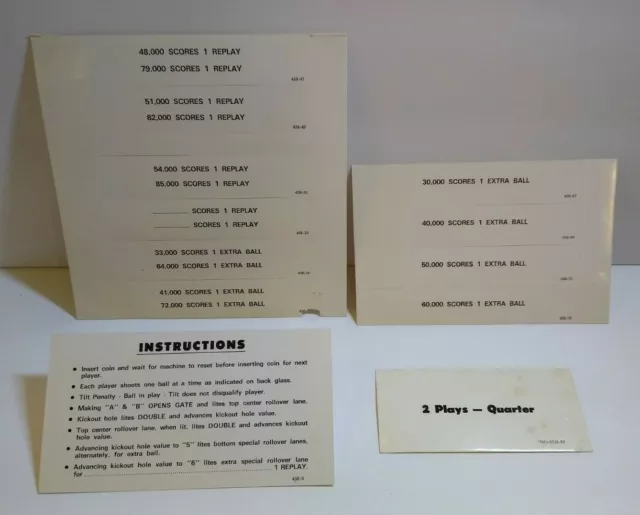 48,000 SCORES 1 REPLAY
79,000 SCORES 1 REPLAY
51,000 SCORES 1 REPLAY
82,000 SCORES 1 REPLAY
54,000 SCORES 1 REPLAY
85,000 SCORES 1 REPLAY
SCORES 1 REPLAY
SCORES 1 REPLAY
33,000 SCORES 1 EXTRA BALL
64,000 SCORES 1 EXTRA BALL
41,000 SCORES 1 EXTRA BALL
72,000 SCORES 1 EXTRA BALL
30,000 SCORES 1 EXTRA BALL
40,000 SCORES 1 EXTRA BALL
50,000 SCORES 1 EXTRA BALL
60,000 SCORES 1 EXTRA BALL
INSTRUCTIONS
• Insert coin and wait for machine to reset before inserting coin for next
player.
• Each player shoots one ball at a time as indicated on back glass.
• Tilt Penalty - Ball in play - Tilt does not disqualify player.
• Making "A" & "B" OPENS GATE and lites top center rollover lane.
• Kickout hole lites DOUBLE and advances kickout hole value.
• Top center rollover lane, when lit, lites DOUBLE and advances kickout
hole value.
• Advancing kickout hole value to "5" lites bottom special rollover lanes,
alternately, for extra ball.
• Advancing kickout hole value to "6" lites extra special rollover lane
for 1 REPLAY.
2 Plays — Quarter